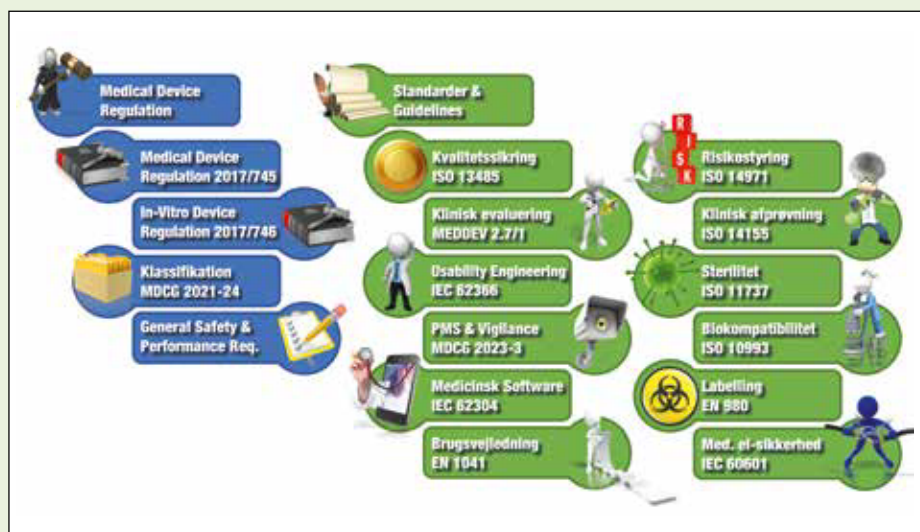 Medical Device
Regulation
Medical Device
Regulation 2017/745
In-Vitro Device
Regulation 2017/746
Klassifikation
MDCG 2021-24
General Safety &
Performance Req.
Standarder &
Guidelines
Kvalitetssikring
ISO 13485
Klinisk evaluering
MEDDEV 2.7/1
Usability Engineering
IEC 62366
PMS & Vigilance
MDCG 2023-3
Medicinsk Software
IEC 62304
Brugsvejledning
EN 1041
RISK
Risikostyring
ISO 14971
Klinisk afprøvning
ISO 14155
Sterilitet
ISO 11737
Biokompatibilitet
ISO 10993
Labelling
EN 980
Med. el-sikkerhed
IEC 60601